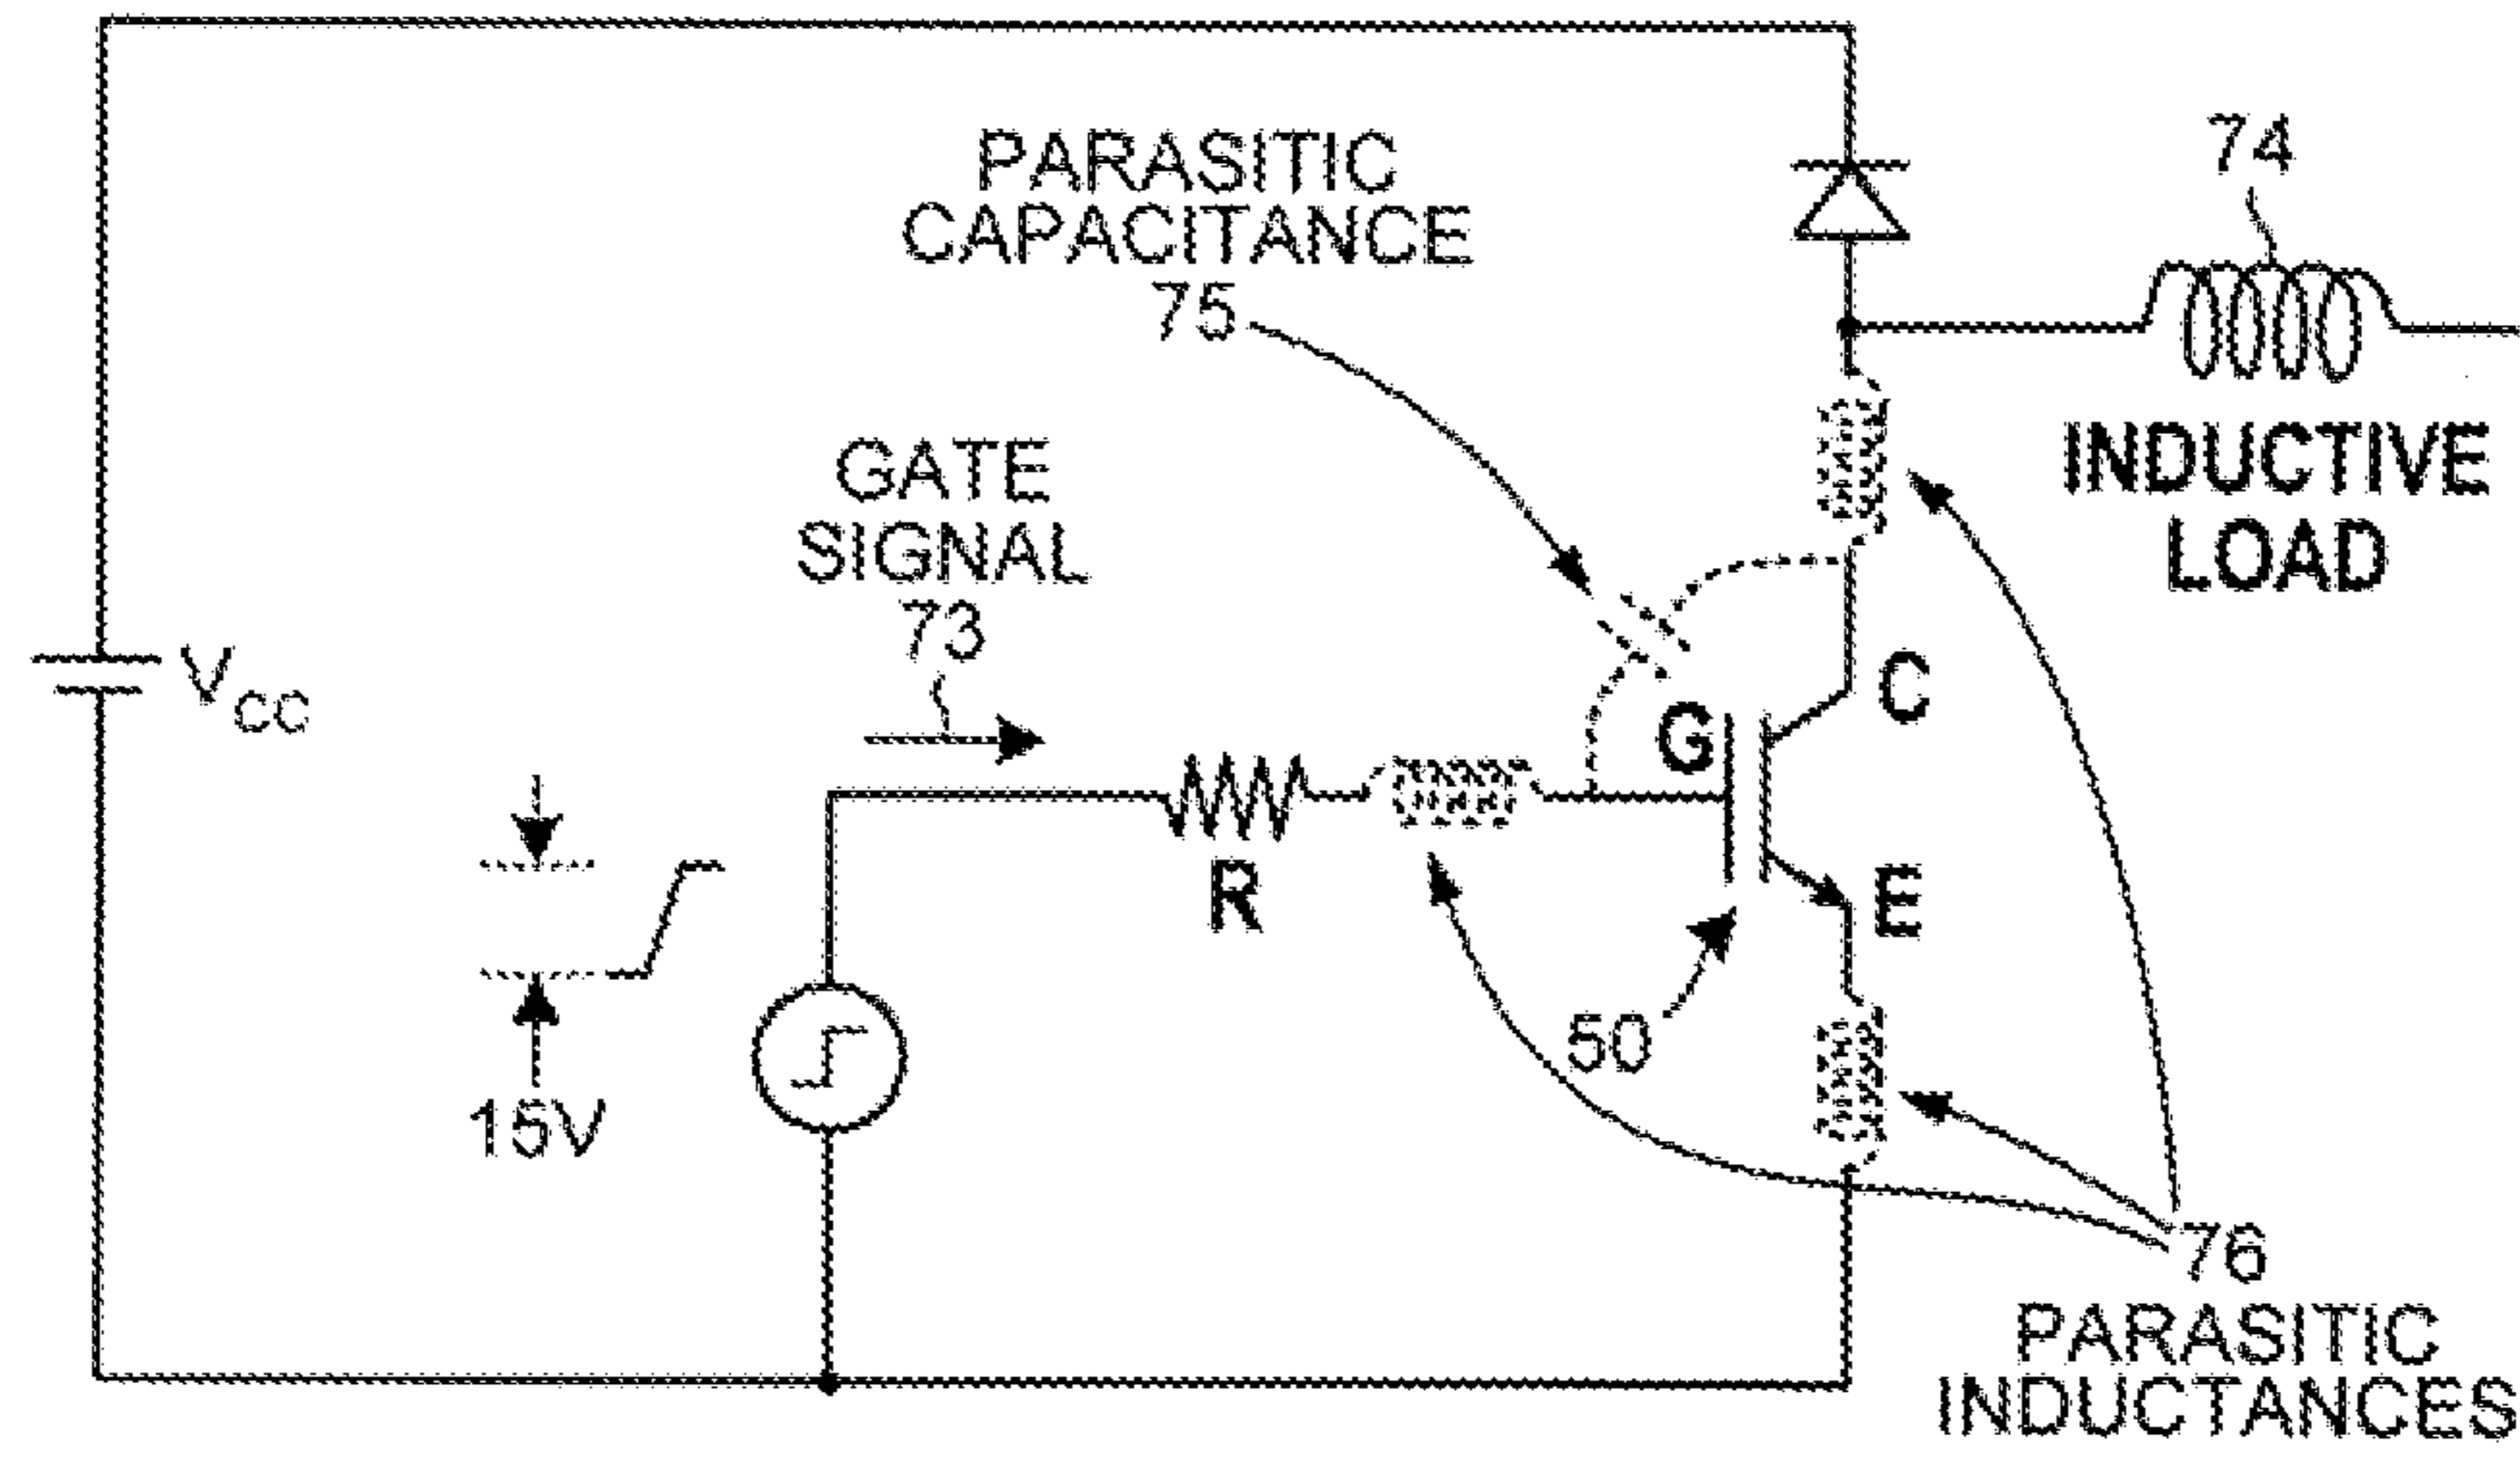 PARASITIC
CAPACITANCE
75
74
INDUCTIVE
LOAD
GATE
SIGNAL
73
VCC
G
C
R
E
50
15V
76
PARASITIC
INDUCTANCES